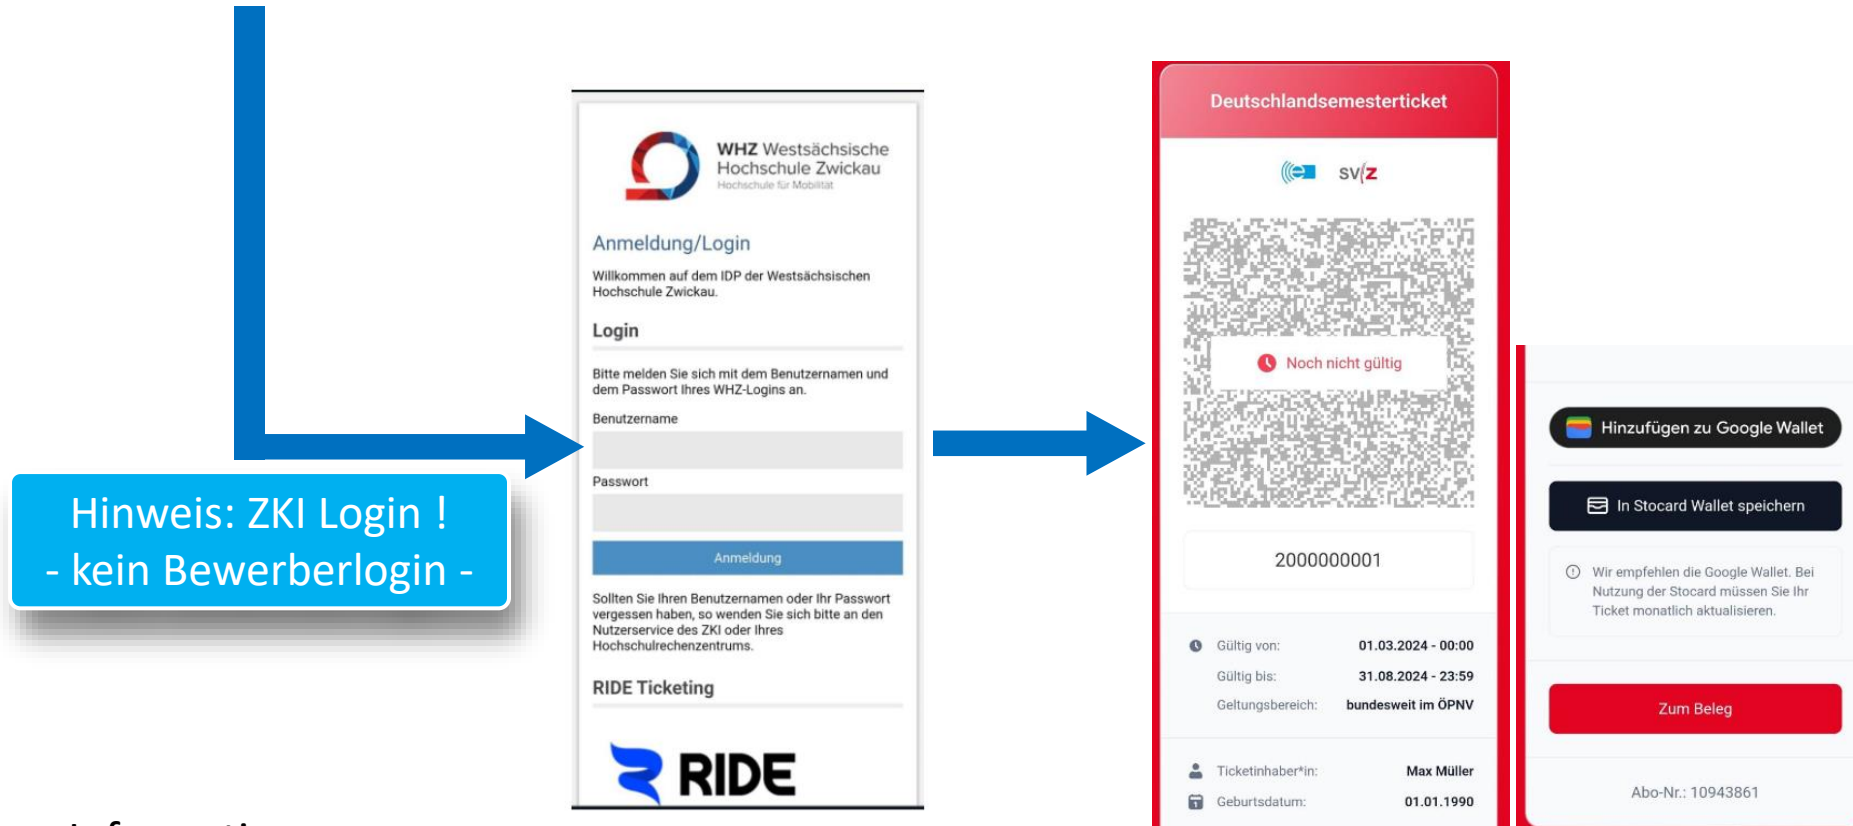 Hinweis: ZKI Login !
- kein Bewerberlogin -
WHZ Westsächsische
Hochschule Zwickau
Hochschule für Mobilität
Anmeldung/Login
Willkommen auf dem IDP der Westsächsischen
Hochschule Zwickau.
Login
Bitte melden Sie sich mit dem Benutzernamen und
dem Passwort Ihres WHZ-Logins an.
Benutzername
Passwort
Anmeldung
Sollten Sie Ihren Benutzernamen oder Ihr Passwort
vergessen haben, so wenden Sie sich bitte an den
Nutzerservice des ZKI oder Ihres
Hochschulrechenzentrums.
RIDE Ticketing
RIDE
Deutschlandsemesterticket
((e sv(z
Noch nicht gültig
2000000001
Gültig von: 01.03.2024 - 00:00
Gültig bis: 31.08.2024 - 23:59
Geltungsbereich: bundesweit im ÖPNV
Ticketinhaber*in: Max Müller
Geburtsdatum: 01.01.1990
Hinzufügen zu Google Wallet
In Stocard Wallet speichern
Wir empfehlen die Google Wallet. Bei
Nutzung der Stocard müssen Sie Ihr
Ticket monatlich aktualisieren.
Zum Beleg
Abo-Nr.: 10943861